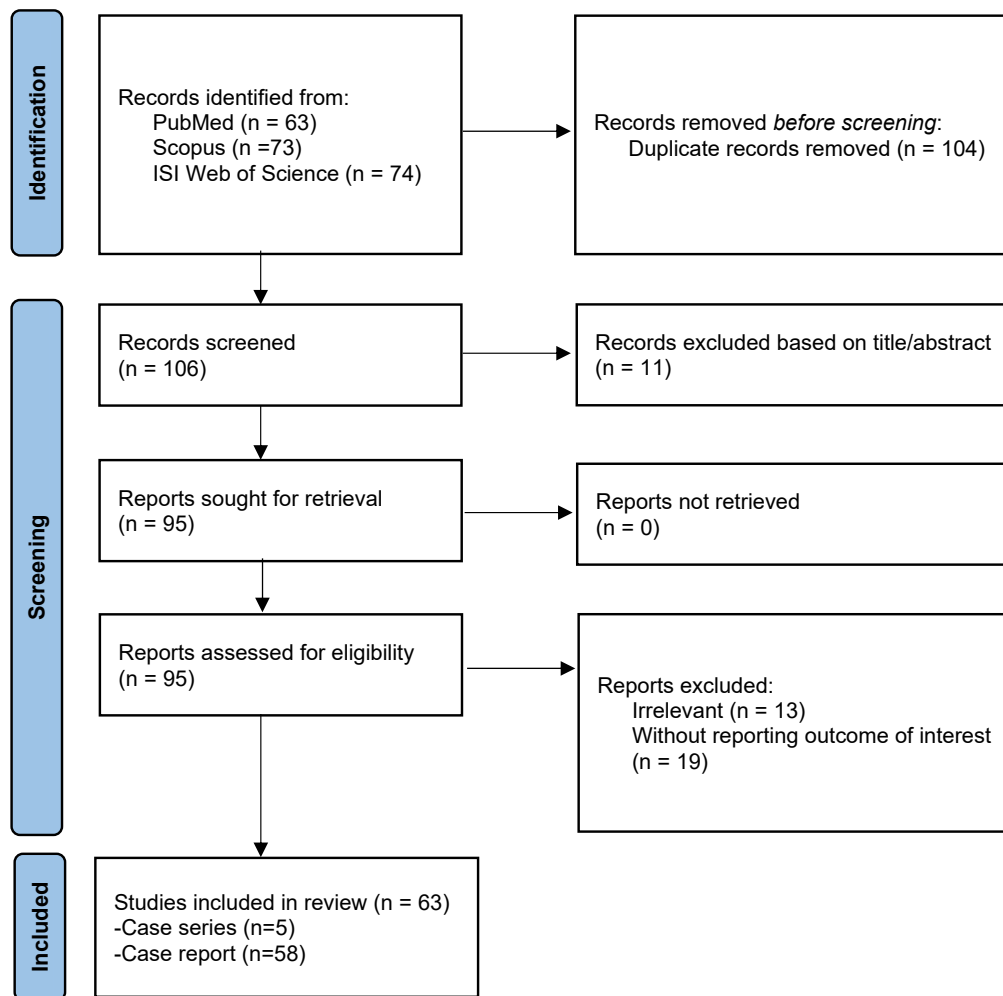 Identification
Records identified from:
PubMed (n = 63)
Scopus (n =73)
ISI Web of Science (n = 74)
Records removed before screening:
Duplicate records removed (n = 104)
Screening
Records screened
(n = 106)
Records excluded based on title/abstract
(n = 11)
Reports sought for retrieval
(n = 95)
Reports not retrieved
(n = 0)
Reports assessed for eligibility
(n = 95)
Reports excluded:
Irrelevant (n = 13)
Without reporting outcome of interest
(n = 19)
Included
Studies included in review (n = 63)
-Case series (n=5)
-Case report (n=58)